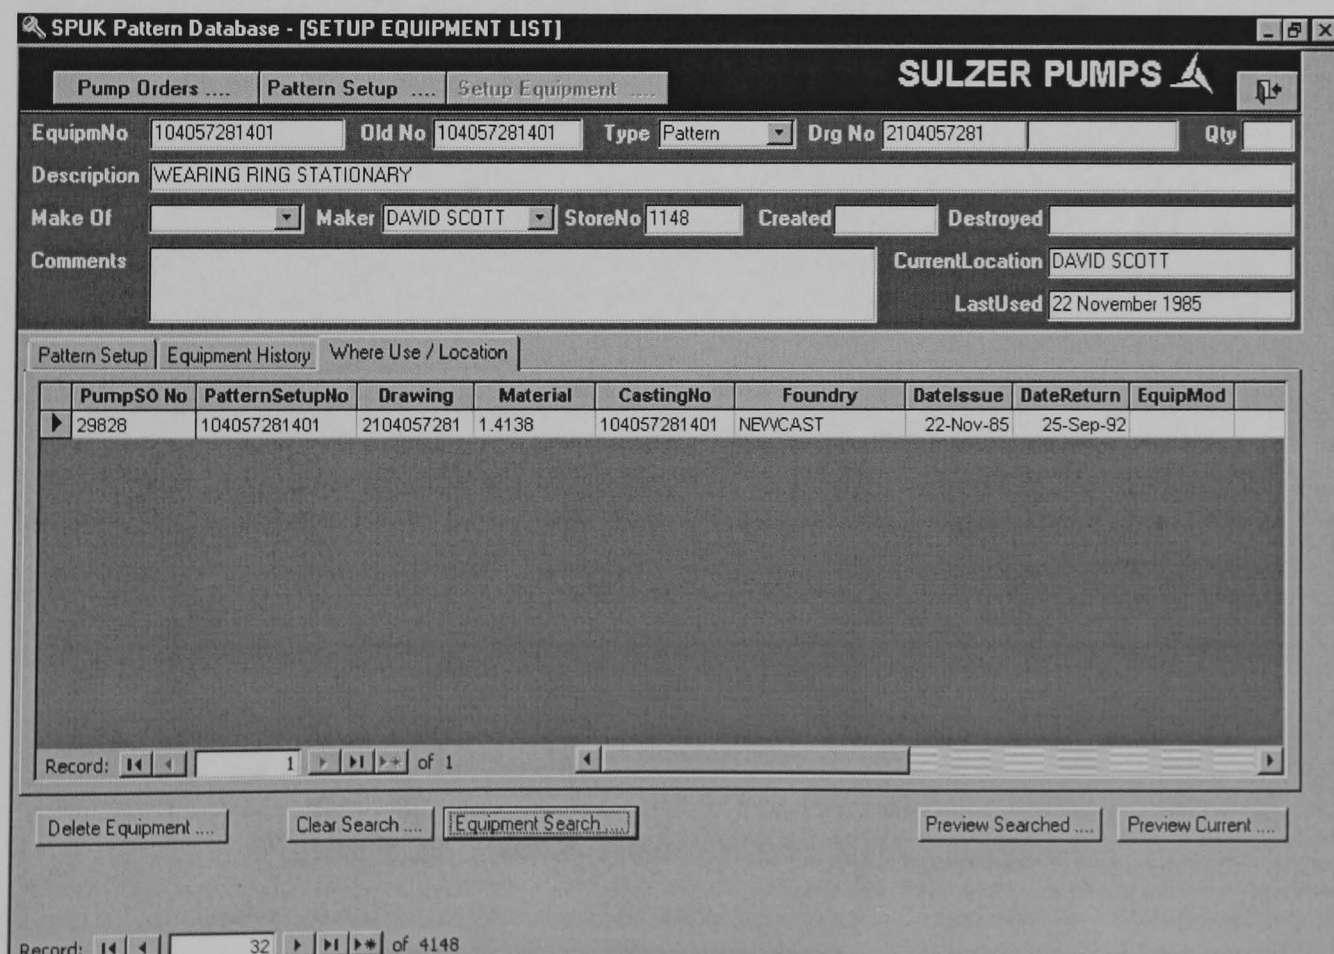 SPUK Pattern Database - [SETUP EQUIPMENT LIST]
SULZER PUMPS
Pump Orders .... Pattern Setup .... Setup Equipment ....
EquipmNo 104057281401 Old No 104057281401 Type Pattern Drg No 2104057281 Qty
Description WEARING RING STATIONARY
Make Of Maker DAVID SCOTT StoreNo 1148 Created Destroyed
Comments CurrentLocation DAVID SCOTT
LastUsed 22 November 1985
Pattern Setup Equipment History Where Use / Location
PumpSO No PatternSetupNo Drawing Material CastingNo Foundry DateIssue DateReturn EquipMod
29828 104057281401 2104057281 1.4138 104057281401 NEWCAST 22-Nov-85 25-Sep-92
Record: 1 of 1
Delete Equipment .... Clear Search .... Equipment Search .... Preview Searched .... Preview Current ....
Record: 32 of 4148